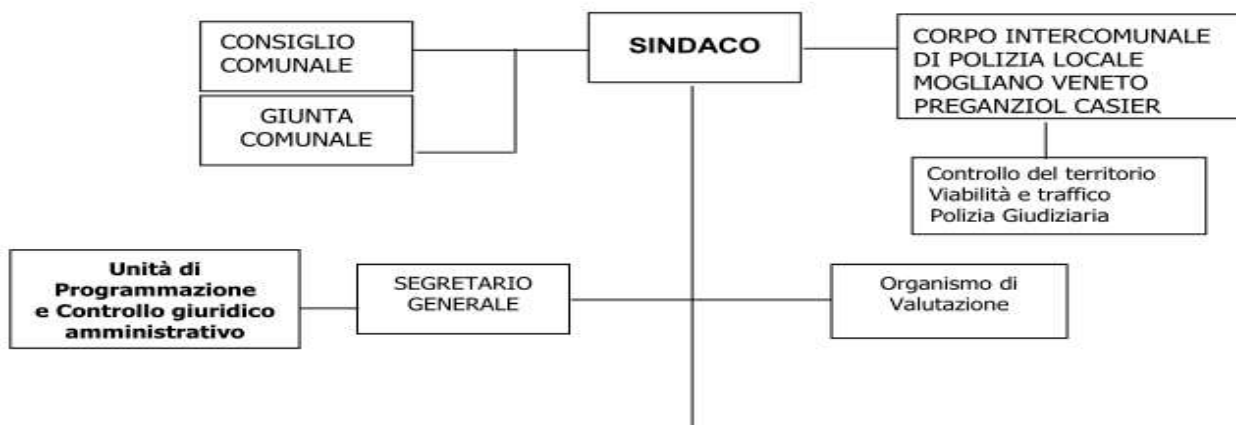 CONSIGLIO
COMUNALE
GIUNTA
COMUNALE
SINDACO
CORPO INTERCOMUNALE
DI POLIZIA LOCALE
MOGLIANO VENETO
PREGANZIOL CASIER
Controllo del territorio
Viabilità e traffico
Polizia Giudiziaria
Unità di
Programmazione
e Controllo giuridico
amministrativo
SEGRETARIO
GENERALE
Organismo di
Valutazione